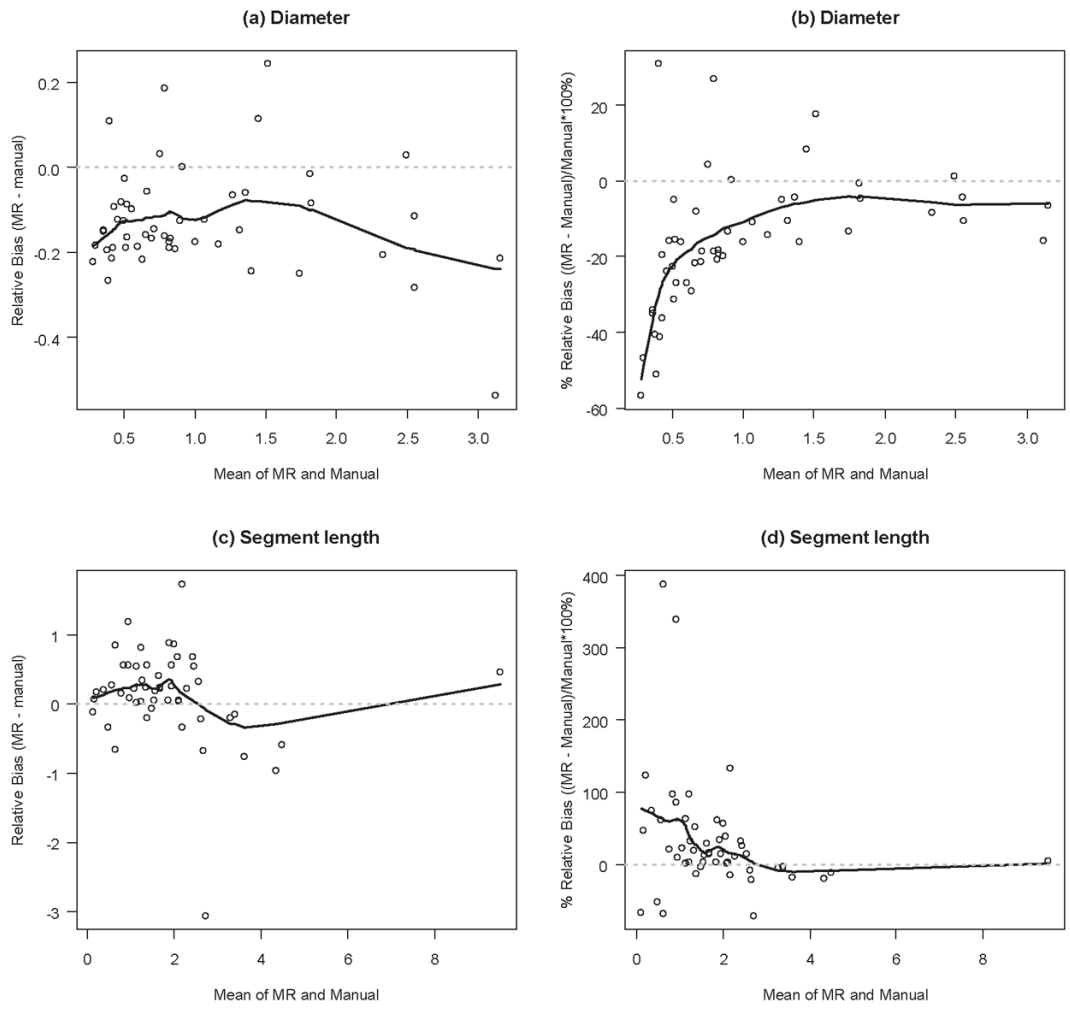 (a) Diameter
Relative Bias (MR - manual)
0.2
0.0
-0.2
-0.4
0.5 1.0 1.5 2.0 2.5 3.0
Mean of MR and Manual
(b) Diameter
% Relative Bias ((MR - Manual)/Manual*100%)
20
0
-20
-40
-60
0.5 1.0 1.5 2.0 2.5 3.0
Mean of MR and Manual
(c) Segment length
Relative Bias (MR - manual)
1
0
-1
-2
-3
0 2 4 6 8
Mean of MR and Manual
(d) Segment length
% Relative Bias ((MR - Manual)/Manual*100%)
400
300
200
100
0
0 2 4 6 8
Mean of MR and Manual